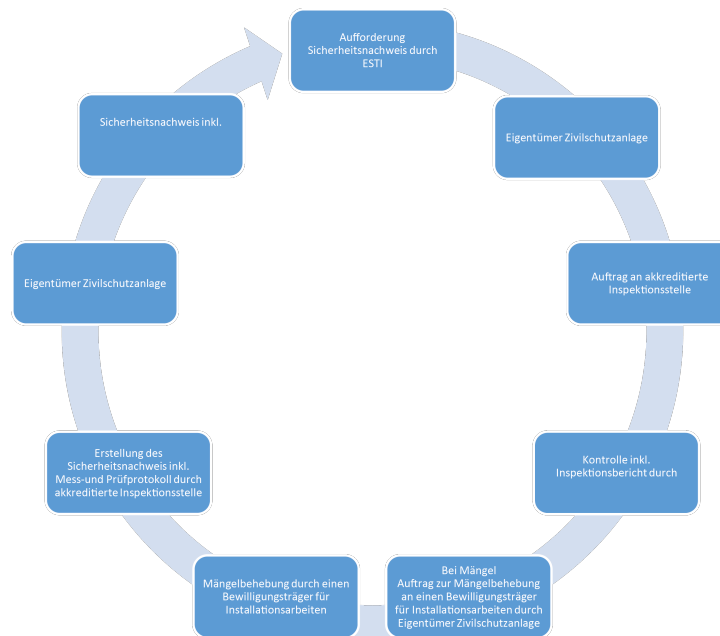 Aufforderung
Sicherheitsnachweis durch
ESTI
Eigentümer Zivilschutzanlage
Auftrag an akkreditierte
Inspektionsstelle
Kontrolle inkl.
Inspektionsbericht durch
Bei Mängel
Auftrag zur Mängelbehebung
an einen Bewilligungsträger
für Installationsarbeiten durch
Eigentümer Zivilschutzanlage
Mängelbehebung durch einen
Bewilligungsträger für
Installationsarbeiten
Erstellung des
Sicherheitsnachweis inkl.
Mess-und Prüfprotokoll durch
akkreditierte Inspektionsstelle
Eigentümer Zivilschutzanlage
Sicherheitsnachweis inkl.